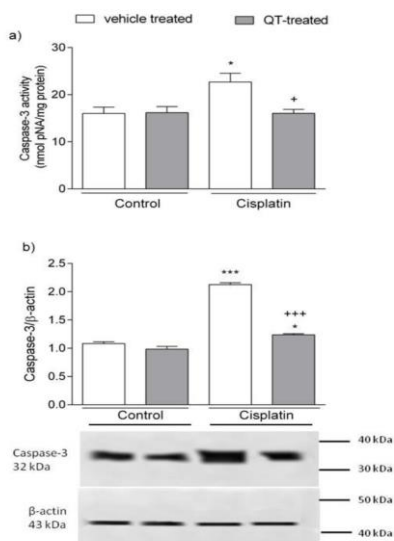 vehicle treated QT-treated
a)
Caspase-3 activity
(nmol pNA/mg protein)
30
20
10
0
*
+
Control Cisplatin
b)
Caspase-3/β-actin
2.5
2.0
1.5
1.0
0.5
0.0
***
+++
*
Control Cisplatin
Caspase-3
32 kDa
40 kDa
30 kDa
β-actin
43 kDa
50 kDa
40 kDa